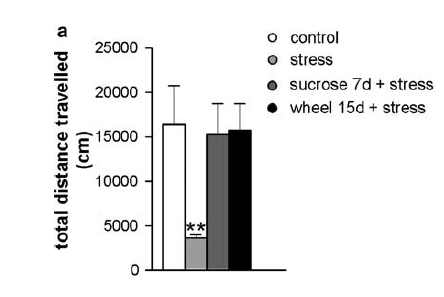 a
total distance travelled
(cm)
25000
20000
15000
10000
5000
0
**
control
stress
sucrose 7d + stress
wheel 15d + stress